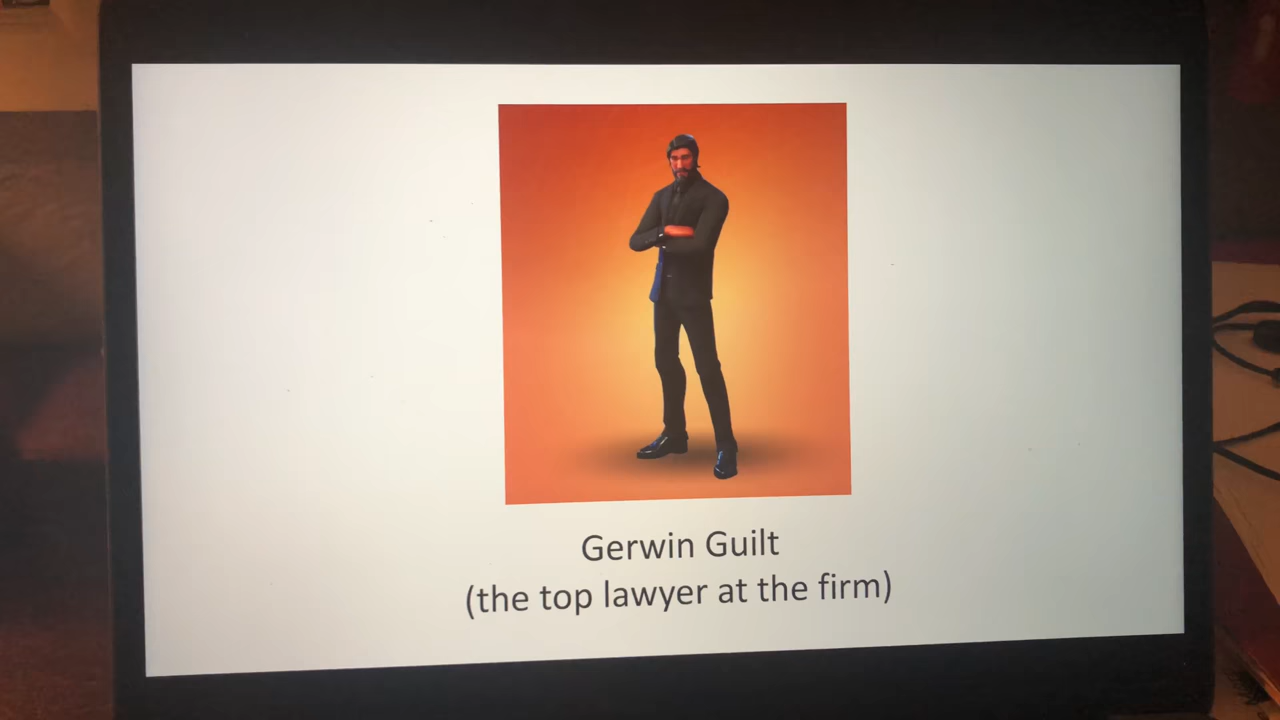 Gerwin Guilt
(the top lawyer at the firm)